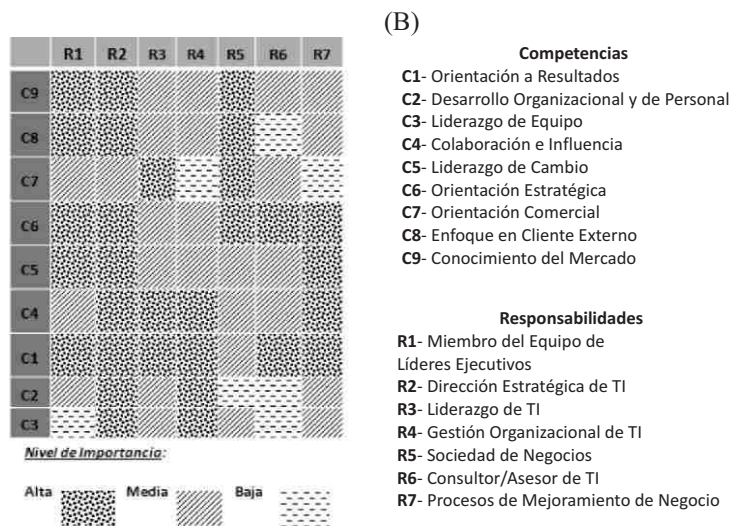 (B)
R1 R2 R3 R4 R5 R6 R7
C9
C8
C7
C6
C5
C4
C1
C2
C3
Nivel de Importancia:
Alta Media Baja
Competencias
C1- Orientación a Resultados
C2- Desarrollo Organizacional y de Personal
C3- Liderazgo de Equipo
C4- Colaboración e Influencia
C5- Liderazgo de Cambio
C6- Orientación Estratégica
C7- Orientación Comercial
C8- Enfoque en Cliente Externo
C9- Conocimiento del Mercado
Responsabilidades
R1- Miembro del Equipo de
Líderes Ejecutivos
R2- Dirección Estratégica de TI
R3- Liderazgo de TI
R4- Gestión Organizacional de TI
R5- Sociedad de Negocios
R6- Consultor/Asesor de TI
R7- Procesos de Mejoramiento de Negocio